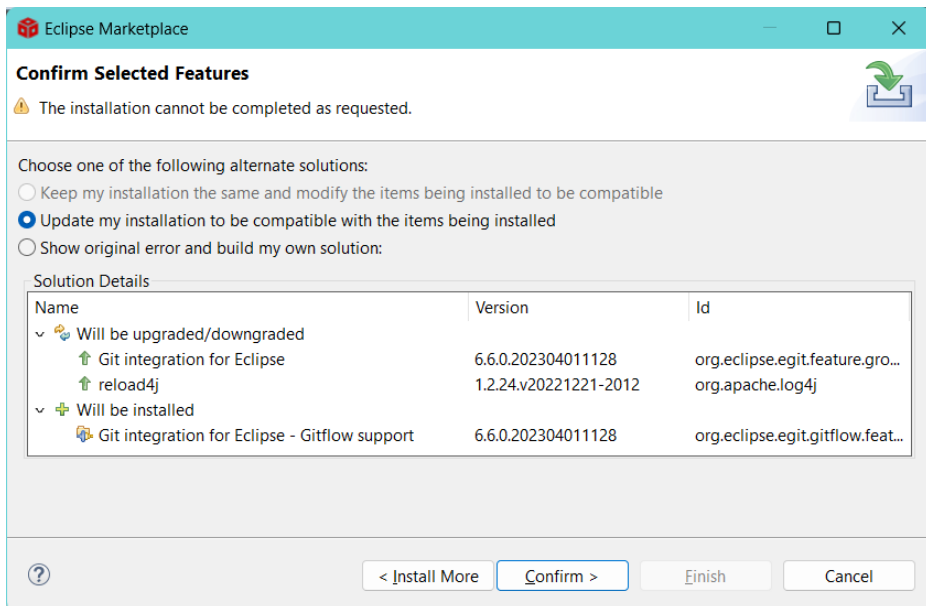 Eclipse Marketplace
Confirm Selected Features
The installation cannot be completed as requested.
Choose one of the following alternate solutions:
Keep my installation the same and modify the items being installed to be compatible
Update my installation to be compatible with the items being installed
Show original error and build my own solution:
Solution Details
Name Version Id
Will be upgraded/downgraded
Git integration for Eclipse 6.6.0.202304011128 org.eclipse.egit.feature.gro...
reload4j 1.2.24.v20221221-2012 org.apache.log4j
Will be installed
Git integration for Eclipse - Gitflow support 6.6.0.202304011128 org.eclipse.egit.gitflow.feat...
? < Install More Confirm > Finish Cancel